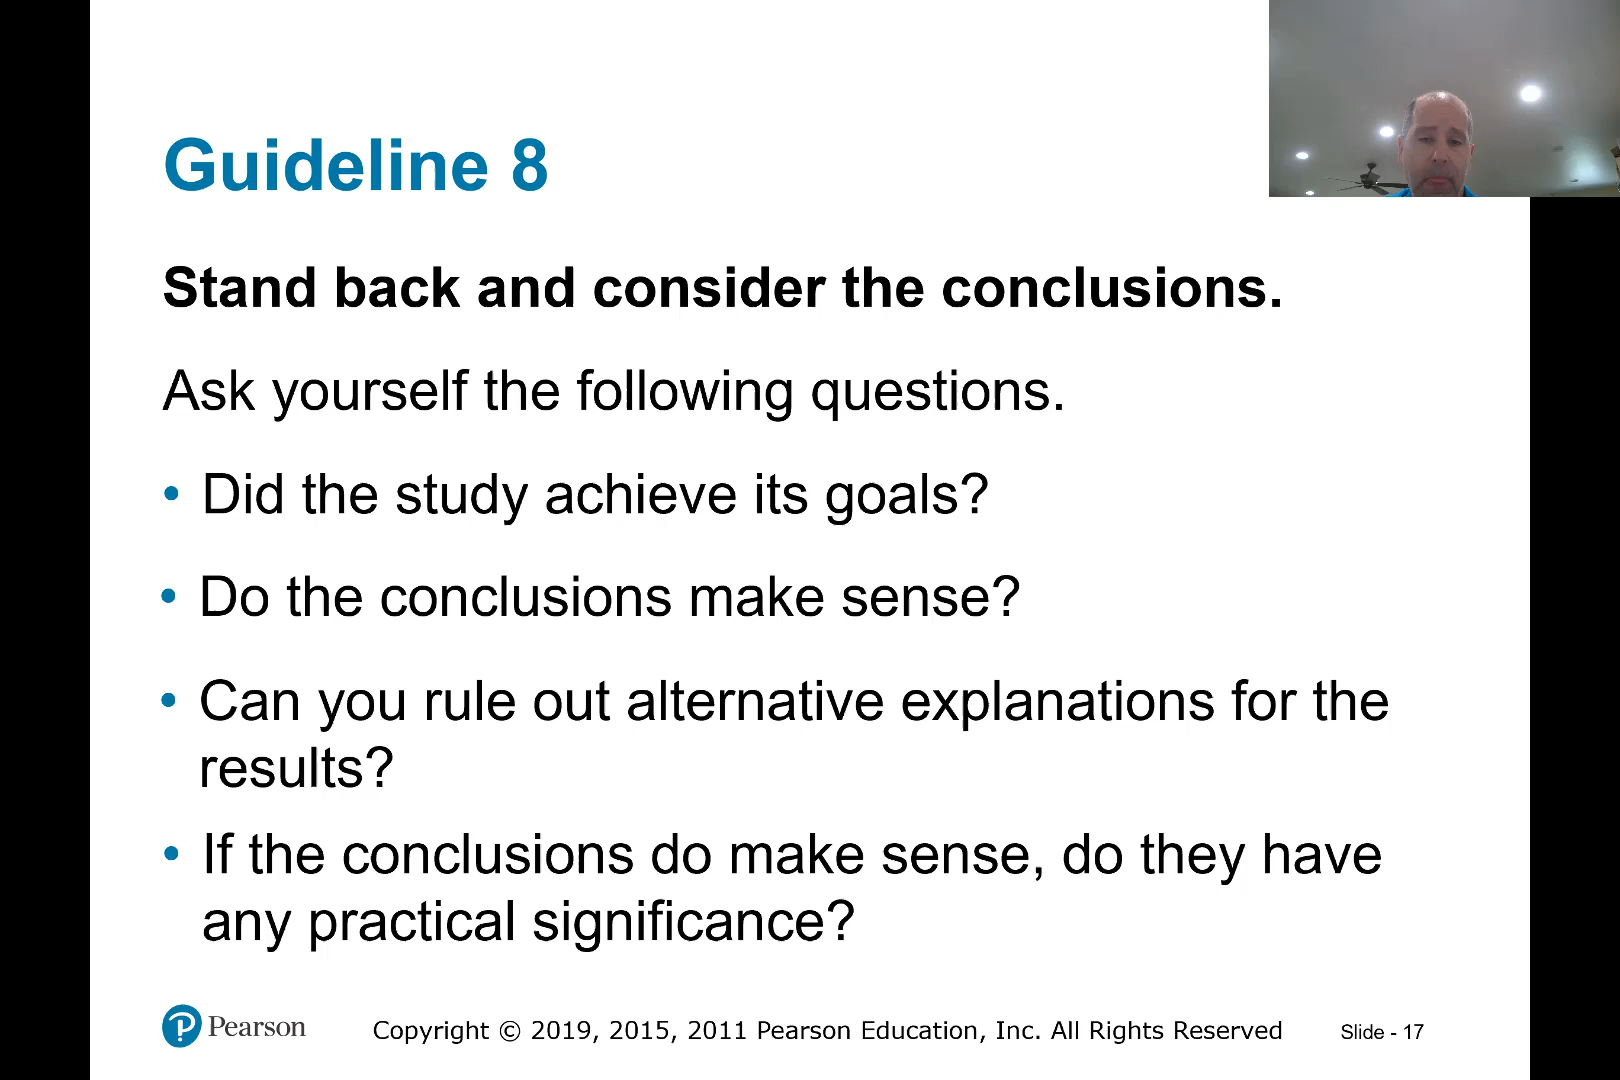 Guideline 8
Stand back and consider the conclusions.
Ask yourself the following questions.
• Did the study achieve its goals?
• Do the conclusions make sense?
• Can you rule out alternative explanations for the
results?
• If the conclusions do make sense, do they have
any practical significance?
Pearson Copyright © 2019, 2015, 2011 Pearson Education, Inc. All Rights Reserved Slide - 17